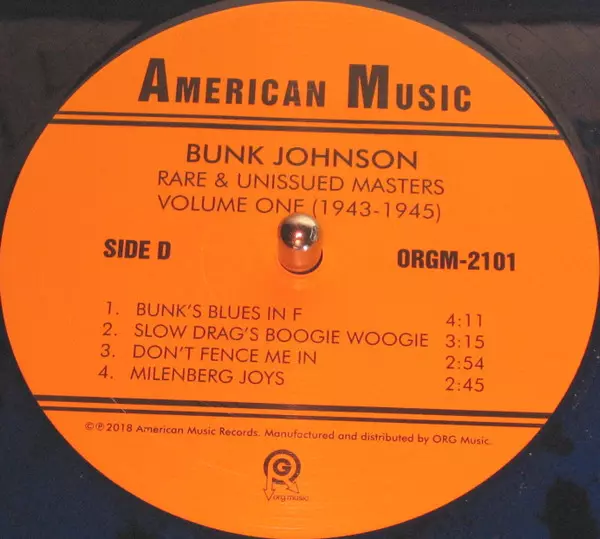 AMERICAN MUSIC
BUNK JOHNSON
RARE & UNISSUED MASTERS
VOLUME ONE (1943-1945)
SIDE D
ORGM-2101
1. BUNK'S BLUES IN F 4:11
2. SLOW DRAG'S BOOGIE WOOGIE 3:15
3. DON'T FENCE ME IN 2:54
4. MILENBERG JOYS 2:45
©℗ 2018 American Music Records. Manufactured and distributed by ORG Music.
ORG
org music